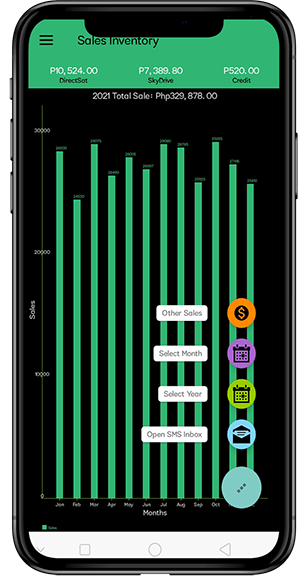 Sales Inventory
P10, 524. 00 P7, 389. 80 P520. 00
DirectSat SkyDrive Credit
2021 Total Sale: Php329, 878. 00
30000
20000
Sales
10000
0
Other Sales
Select Month
Select Year
Open SMS Inbox
Jan Feb Mar Apr May Jun Jul Aug Sep Oct
Months
Sales